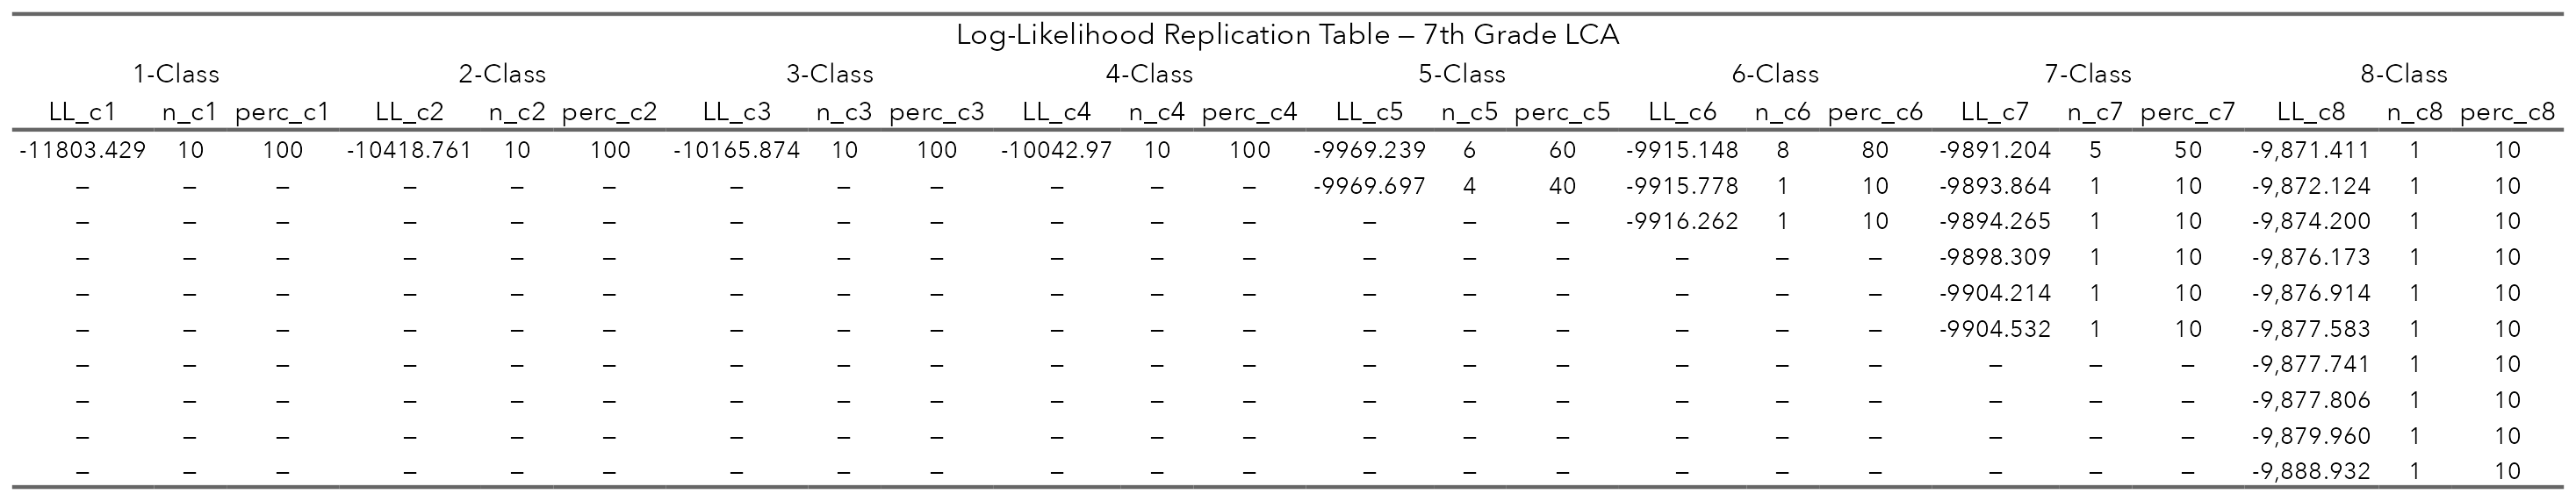 Log-Likelihood Replication Table – 7th Grade LCA
1-Class 2-Class 3-Class 4-Class 5-Class 6-Class 7-Class 8-Class
LL_c1 n_c1 perc_c1 LL_c2 n_c2 perc_c2 LL_c3 n_c3 perc_c3 LL_c4 n_c4 perc_c4 LL_c5 n_c5 perc_c5 LL_c6 n_c6 perc_c6 LL_c7 n_c7 perc_c7 LL_c8 n_c8 perc_c8
-11803.429 10 100 -10418.761 10 100 -10165.874 10 100 -10042.97 10 100 -9969.239 6 60 -9915.148 8 80 -9891.204 5 50 -9,871.411 1 10
– – – – – – – – – – – – -9969.697 4 40 -9915.778 1 10 -9893.864 1 10 -9,872.124 1 10
– – – – – – – – – – – – – – – -9916.262 1 10 -9894.265 1 10 -9,874.200 1 10
– – – – – – – – – – – – – – – – – – -9898.309 1 10 -9,876.173 1 10
– – – – – – – – – – – – – – – – – – -9904.214 1 10 -9,876.914 1 10
– – – – – – – – – – – – – – – – – – -9904.532 1 10 -9,877.583 1 10
– – – – – – – – – – – – – – – – – – – – – -9,877.741 1 10
– – – – – – – – – – – – – – – – – – – – – -9,877.806 1 10
– – – – – – – – – – – – – – – – – – – – – -9,879.960 1 10
– – – – – – – – – – – – – – – – – – – – – -9,888.932 1 10